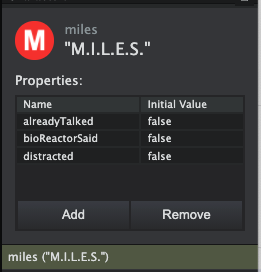 M
miles
"M.I.L.E.S."
Properties:
Name Initial Value
alreadyTalked false
bioReactorSaid false
distracted false
Add Remove
miles ("M.I.L.E.S.")